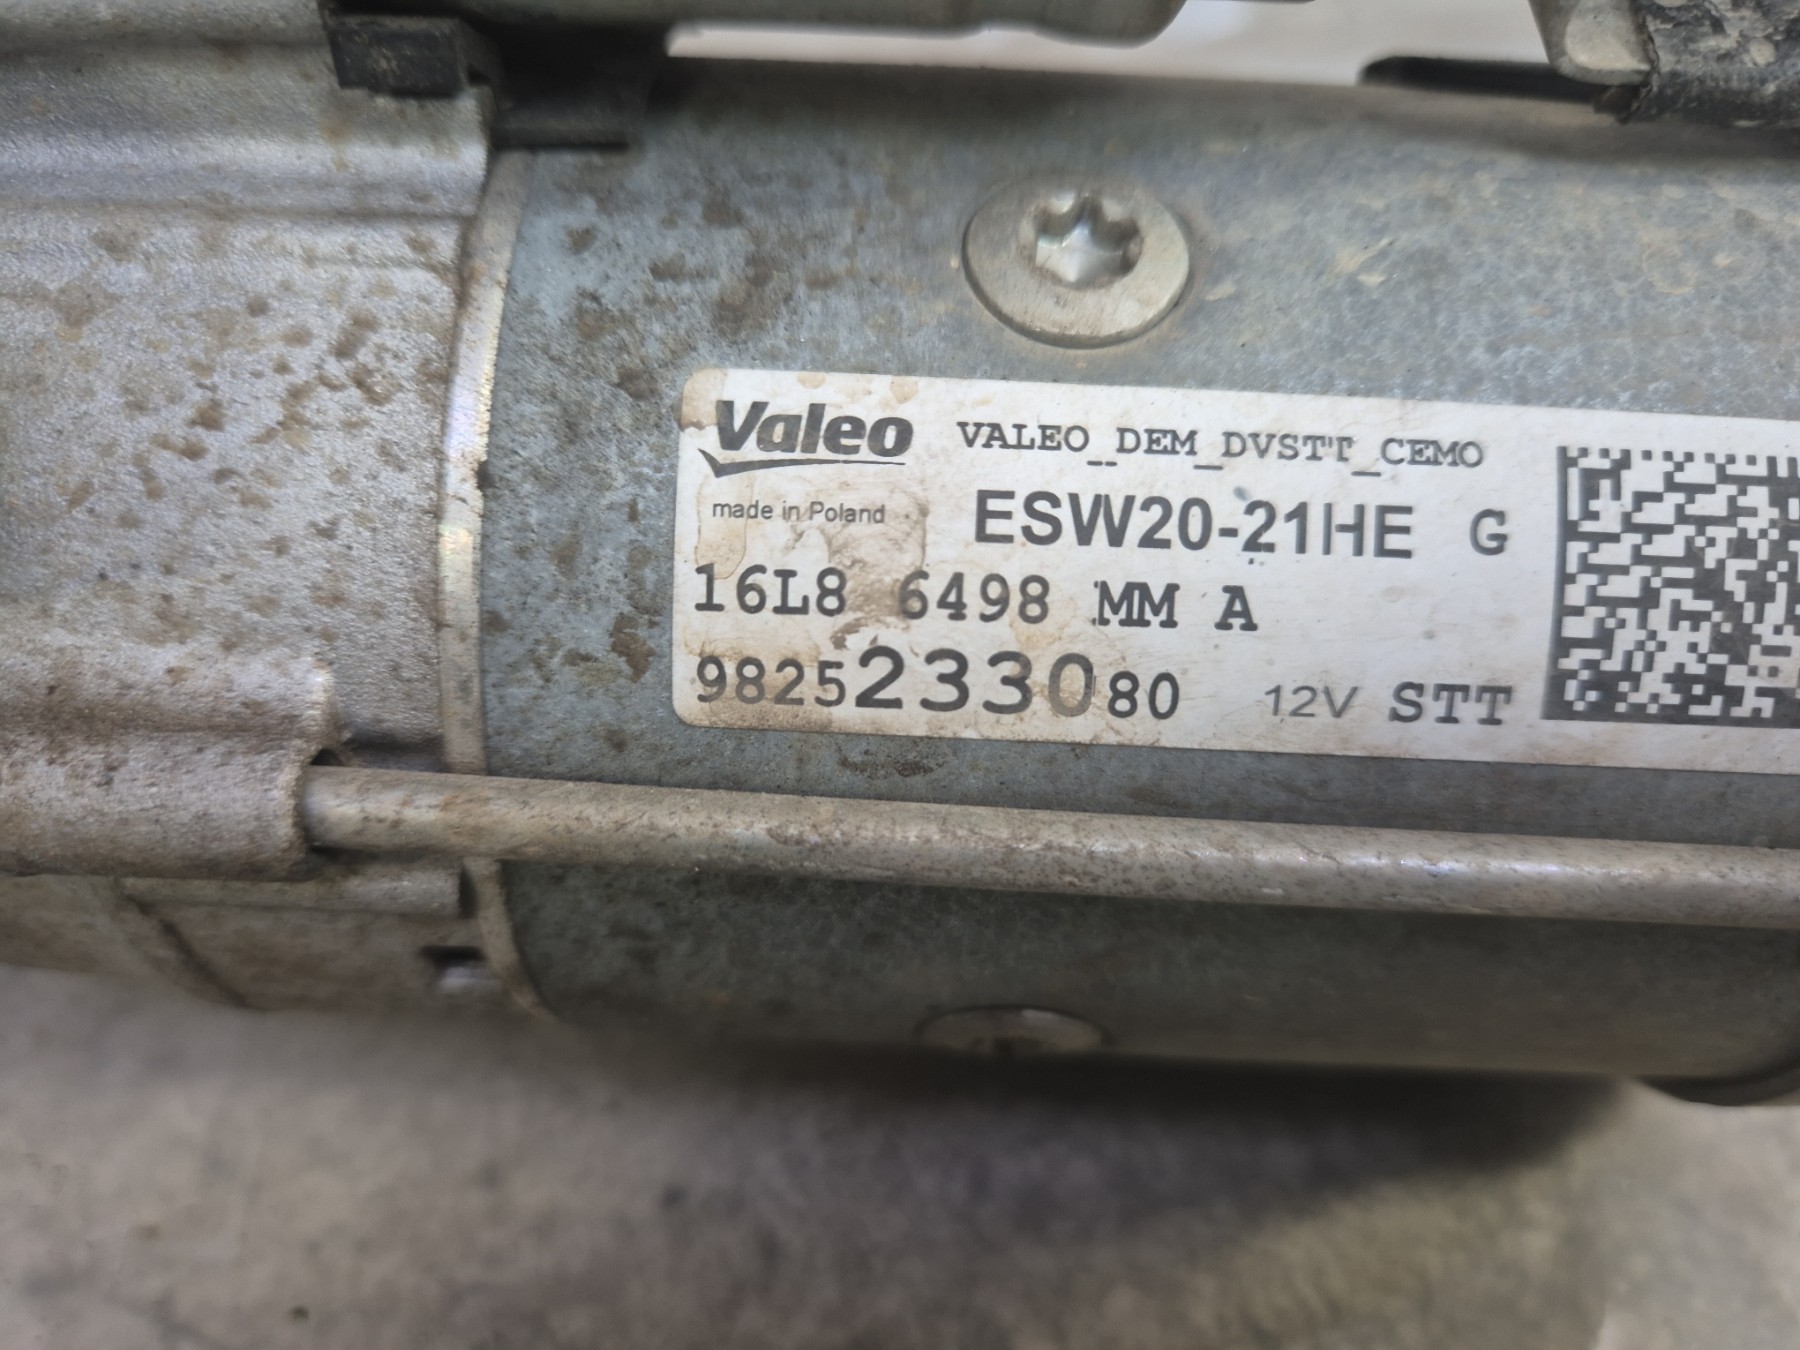 Valeo VALEO_DEM_DVSTT_CEMO
made in Poland ESW20-21HE G
16L8 6498 MM A
9825233080 12V STT